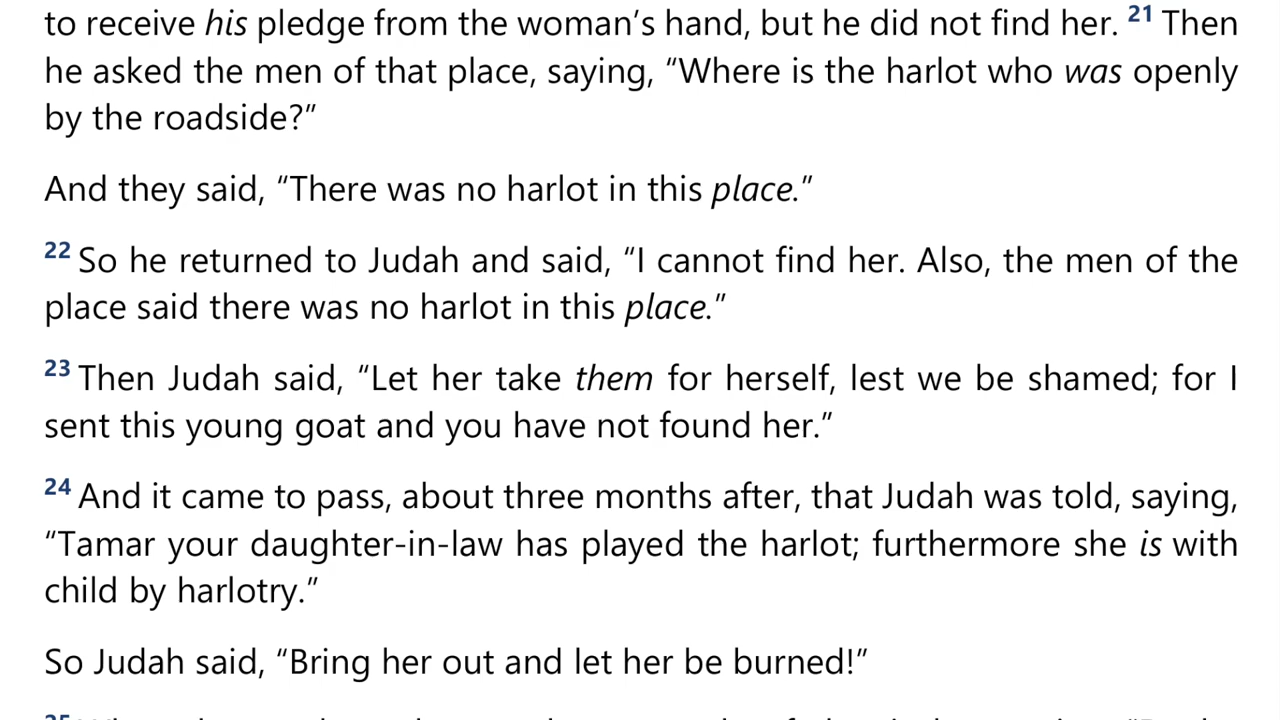 to receive his pledge from the woman’s hand, but he did not find her. 21 Then
he asked the men of that place, saying, “Where is the harlot who was openly
by the roadside?”
And they said, “There was no harlot in this place.”
22 So he returned to Judah and said, “I cannot find her. Also, the men of the
place said there was no harlot in this place.”
23 Then Judah said, “Let her take them for herself, lest we be shamed; for I
sent this young goat and you have not found her.”
24 And it came to pass, about three months after, that Judah was told, saying,
“Tamar your daughter-in-law has played the harlot; furthermore she is with
child by harlotry.”
So Judah said, “Bring her out and let her be burned!”